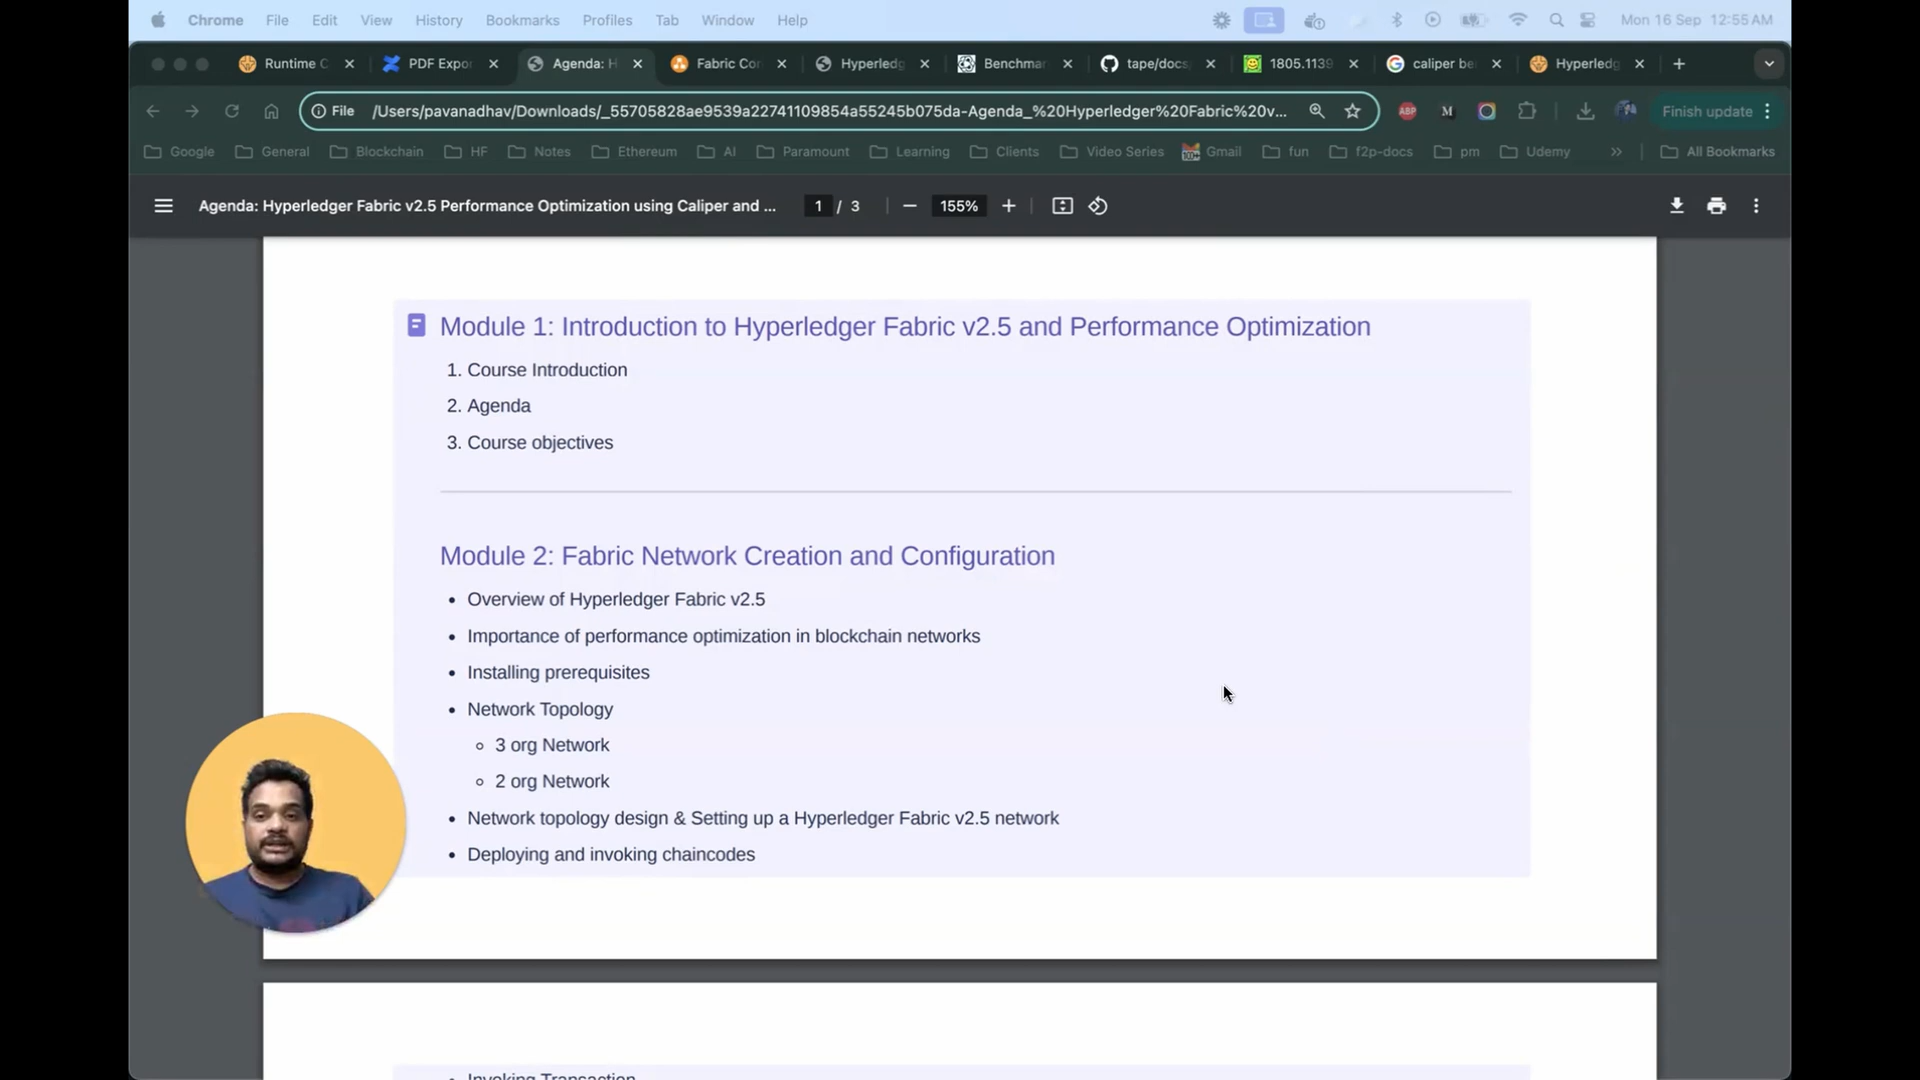 Chrome File Edit View History Bookmarks Profiles Tab Window Help Mon 16 Sep 12:55 AM
Runtime C PDF Expo Agenda: H Fabric Cor Hyperledg Benchmar tape/docs, 1805.1139 caliper be Hyperledg
File /Users/pavanadhav/Downloads/_55705828ae9539a22741109854a55245b075da-Agenda_%20Hyperledger%20Fabric%20v... ABP M Finish update
Google General Blockchain HF Notes Ethereum AI Paramount Learning Clients Video Series Gmail fun f2p-docs pm Udemy » All Bookmarks
Agenda: Hyperledger Fabric v2.5 Performance Optimization using Caliper and ... 1 / 3 155%
Module 1: Introduction to Hyperledger Fabric v2.5 and Performance Optimization
1. Course Introduction
2. Agenda
3. Course objectives
Module 2: Fabric Network Creation and Configuration
• Overview of Hyperledger Fabric v2.5
• Importance of performance optimization in blockchain networks
• Installing prerequisites
• Network Topology
◦ 3 org Network
◦ 2 org Network
• Network topology design & Setting up a Hyperledger Fabric v2.5 network
• Deploying and invoking chaincodes
• Invoking Transaction